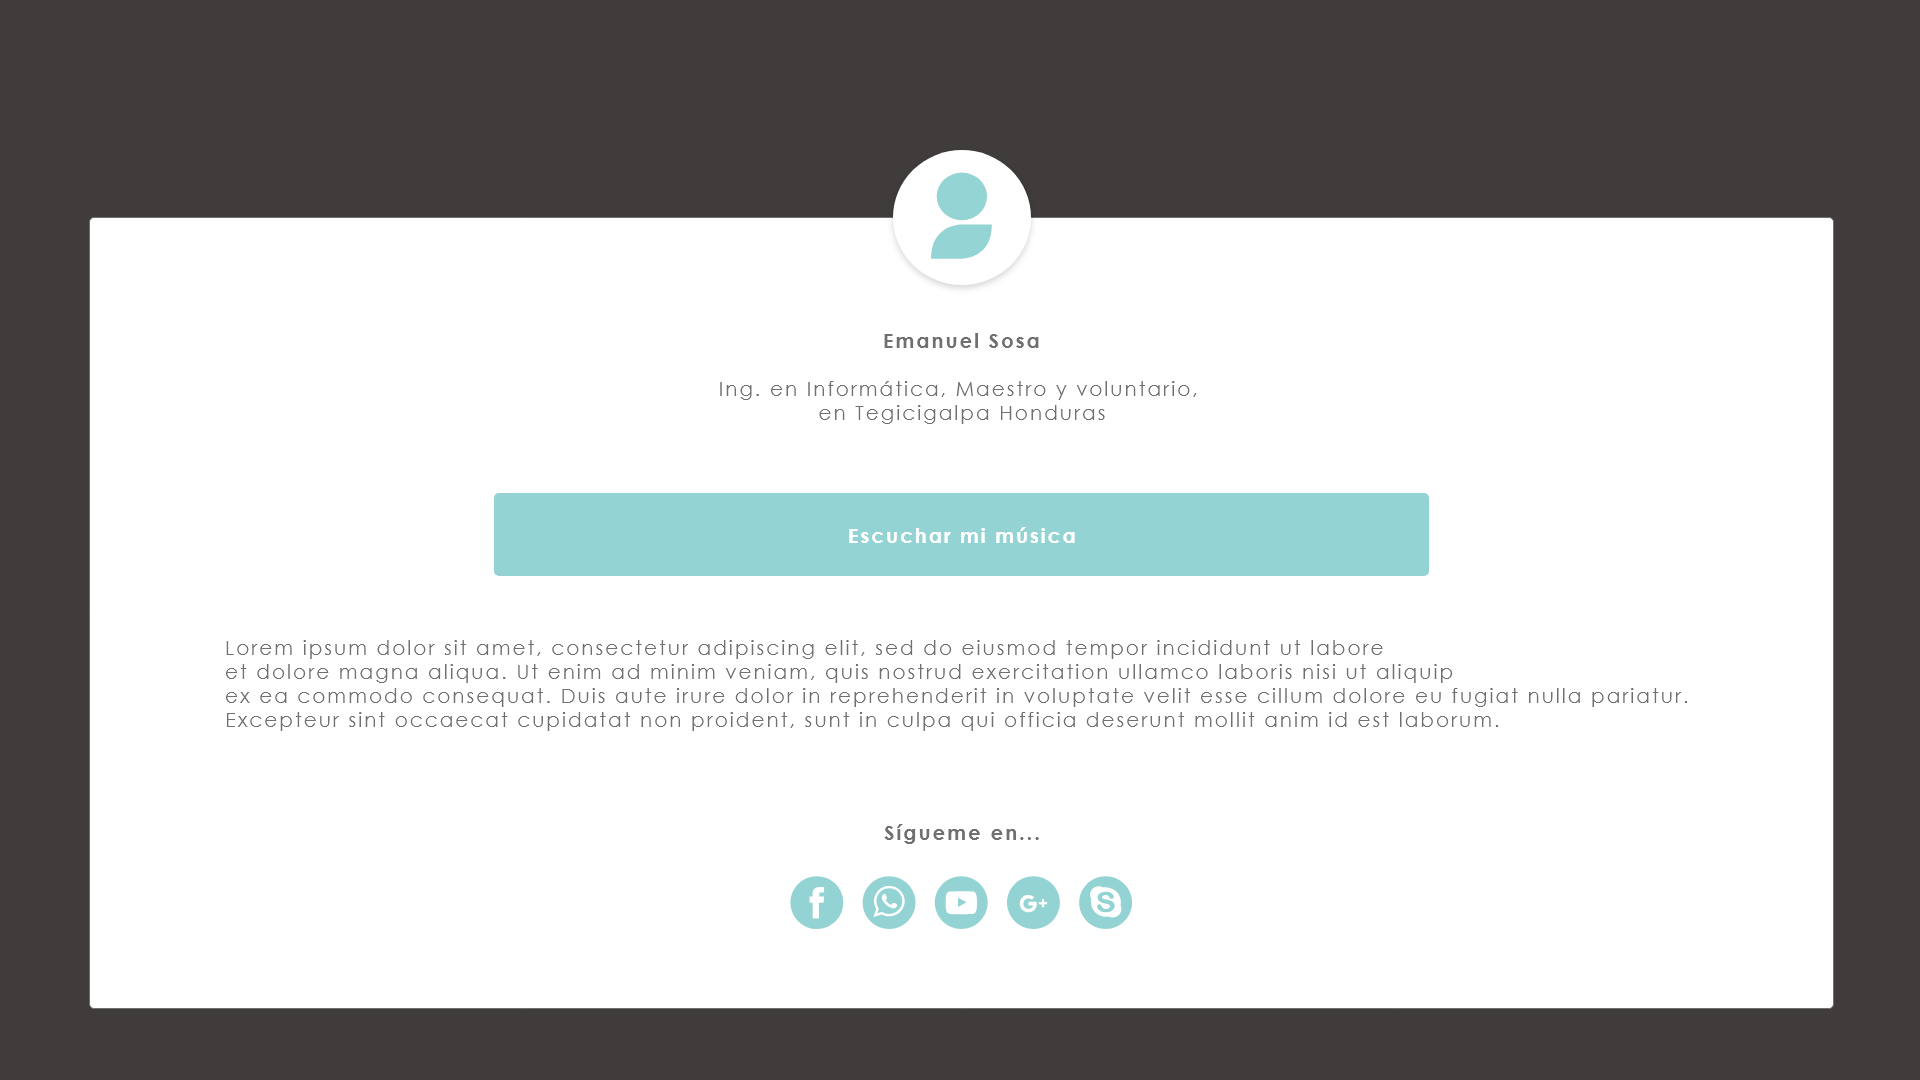 Emanuel Sosa
Ing. en Informática, Maestro y voluntario,
en Tegicigalpa Honduras
Escuchar mi música
Lorem ipsum dolor sit amet, consectetur adipiscing elit, sed do eiusmod tempor incididunt ut labore
et dolore magna aliqua. Ut enim ad minim veniam, quis nostrud exercitation ullamco laboris nisi ut aliquip
ex ea commodo consequat. Duis aute irure dolor in reprehenderit in voluptate velit esse cillum dolore eu fugiat nulla pariatur.
Excepteur sint occaecat cupidatat non proident, sunt in culpa qui officia deserunt mollit anim id est laborum.
Sígueme en...